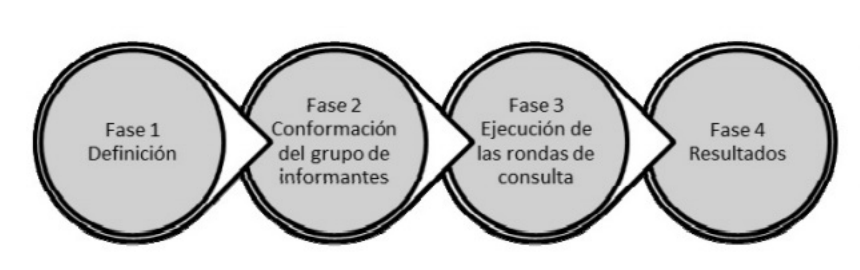 Fase 1
Definición
Fase 2
Conformación
del grupo de
informantes
Fase 3
Ejecución de
las rondas de
consulta
Fase 4
Resultados